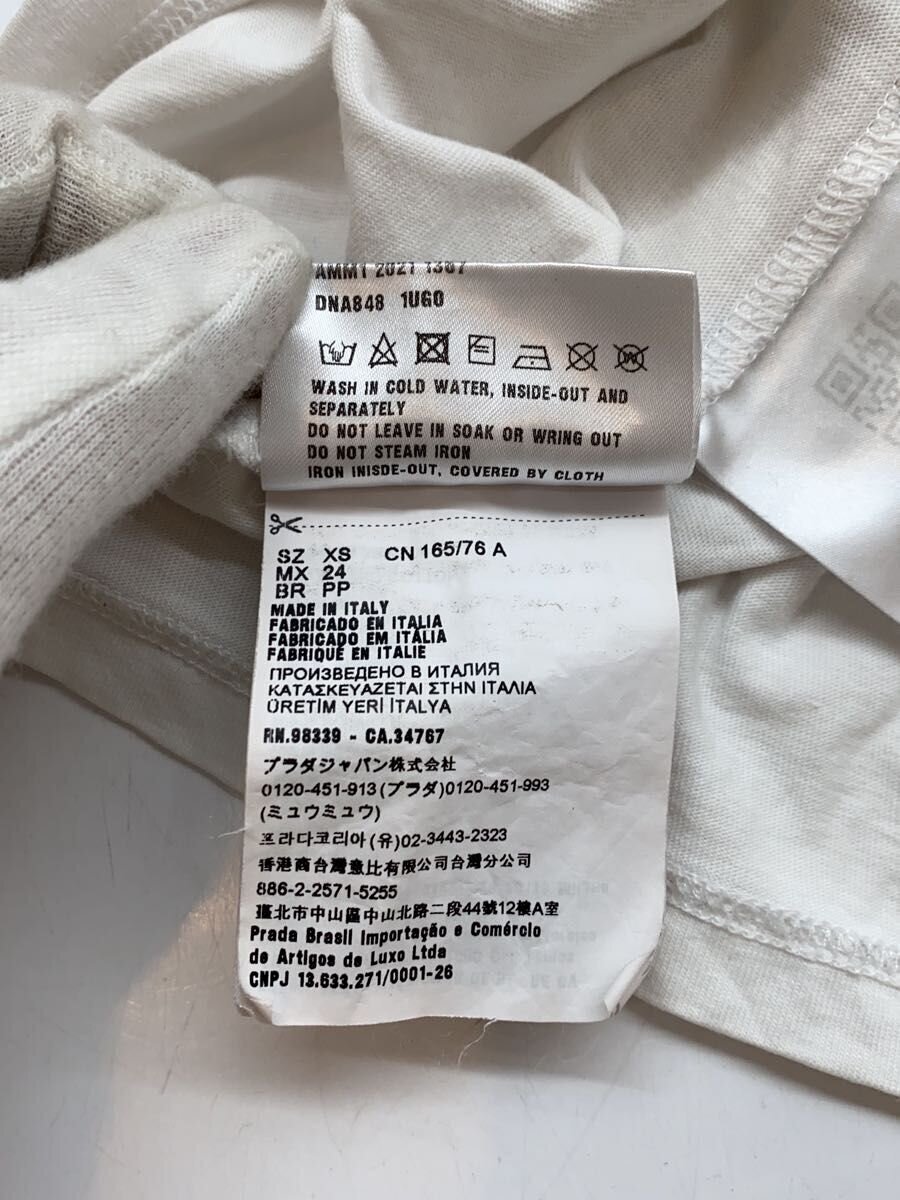 AMM1 2021 1367
DNA848 1UGO
WASH IN COLD WATER, INSIDE-OUT AND
SEPARATELY
DO NOT LEAVE IN SOAK OR WRING OUT
DO NOT STEAM IRON
IRON INISDE-OUT, COVERED BY CLOTH
SZ XS CN 165/76 A
MX 24
BR PP
MADE IN ITALY
FABRICADO EN ITALIA
FABRICADO EM ITÁLIA
FABRIQUÉ EN ITALIE
ПРОИЗВЕДЕНО В ИТАЛИЯ
ΚΑΤΑΣΚΕΥΑΖΕΤΑΙ ΣΤΗΝ ΙΤΑΛΙΑ
ÜRETİM YERİ İTALYA
RN.98339 - CA.34767
プラダジャパン株式会社
0120-451-913(プラダ)0120-451-993
(ミュウミュウ)
프라다코리아(유)02-3443-2323
香港商台灣意比有限公司台灣分公司
886-2-2571-5255
臺北市中山區中山北路二段44號12樓A室
Prada Brasil Importação e Comércio
de Artigos de Luxo Ltda
CNPJ 13.633.271/0001-26